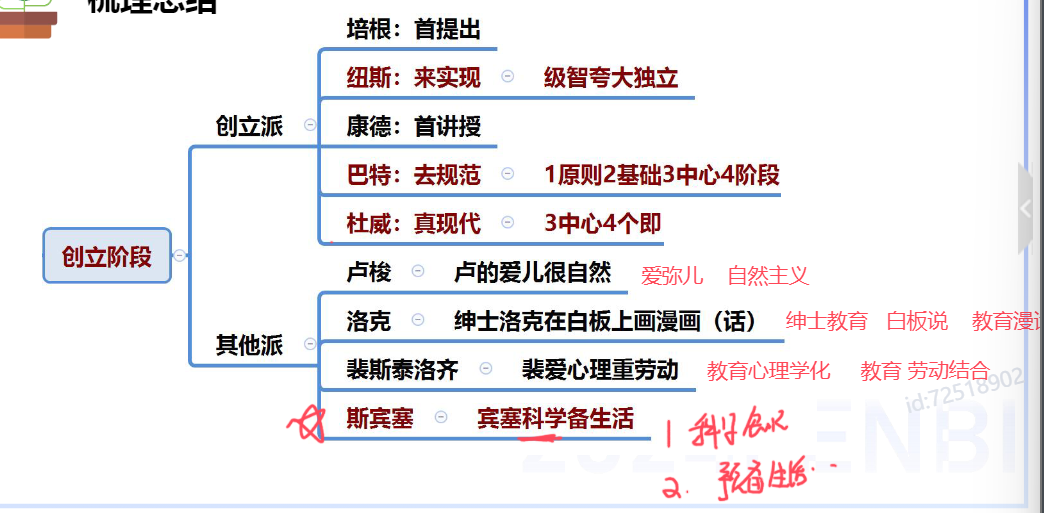 梳理总结
培根：首提出
纽斯：来实现 级智夸大独立
创立派 康德：首讲授
巴特：去规范 1原则2基础3中心4阶段
杜威：真现代 3中心4个即
创立阶段
卢梭 卢的爱儿很自然 爱弥儿 自然主义
洛克 绅士洛克在白板上画漫画（话） 绅士教育 白板说 教育漫话
其他派
裴斯泰洛齐 裴爱心理重劳动 教育心理学化 教育 劳动结合
id:72518902
斯宾塞 宾塞科学备生活 1
2. 预备生活..